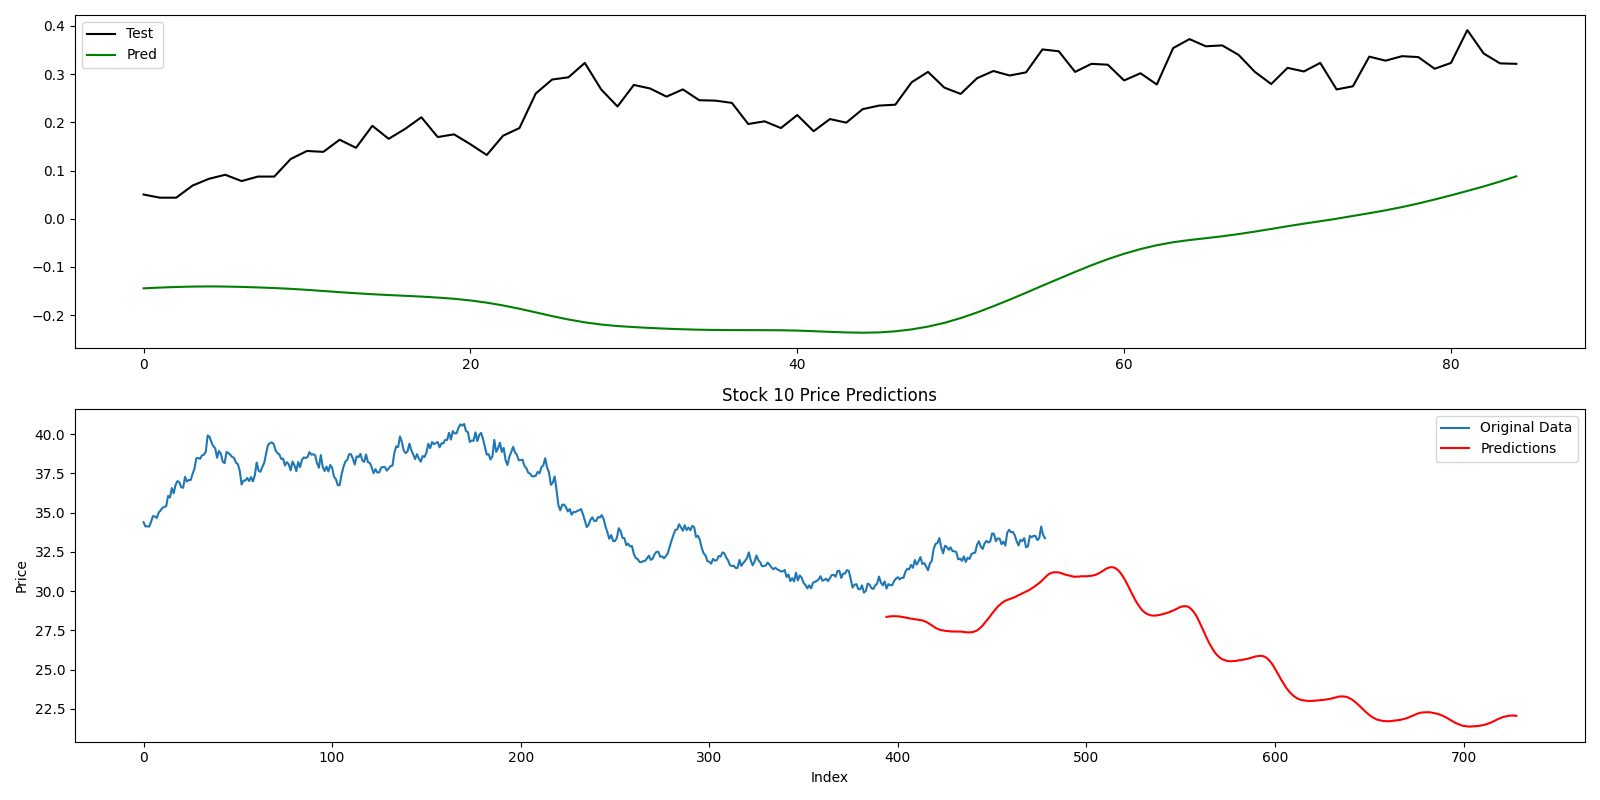 0.4
0.3
0.2
0.1
0.0
−0.1
−0.2
Test
Pred
0 20 40 60 80
Stock 10 Price Predictions
Price
40.0
37.5
35.0
32.5
30.0
27.5
25.0
22.5
Original Data
Predictions
0 100 200 300 400 500 600 700
Index